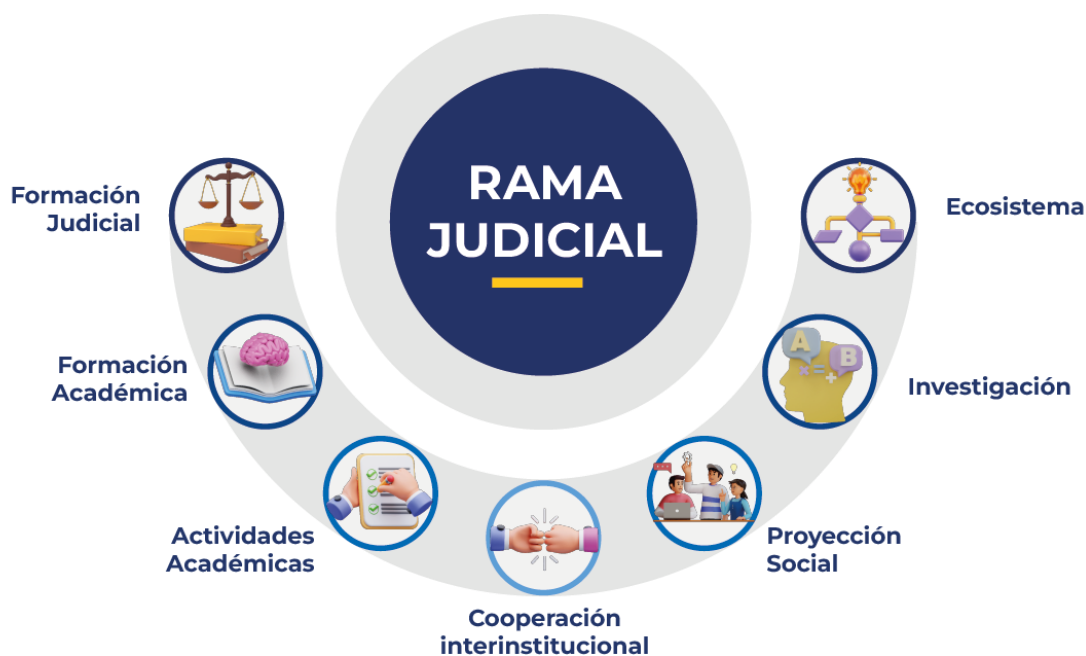 RAMA
JUDICIAL
Formación
Judicial
Formación
Académica
Actividades
Académicas
Cooperación
interinstitucional
Proyección
Social
Investigación
Ecosistema
A
B
× = +